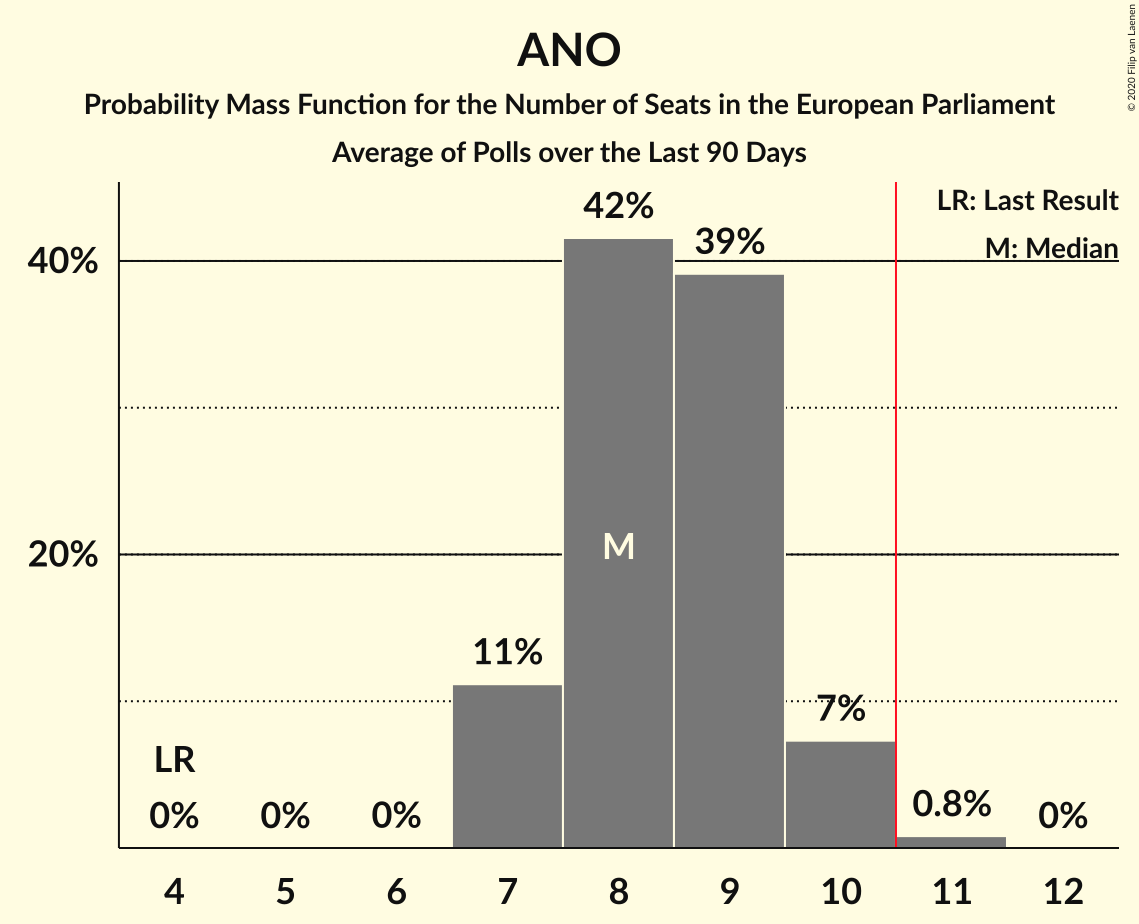 ANO
Probability Mass Function for the Number of Seats in the European Parliament
Average of Polls over the Last 90 Days
© 2020 Filip van Laenen
LR: Last Result
M: Median
42%
39%
40%
M
20%
11%
7%
LR
0%
0%
0%
0.8%
0%
4 5 6 7 8 9 10 11 12